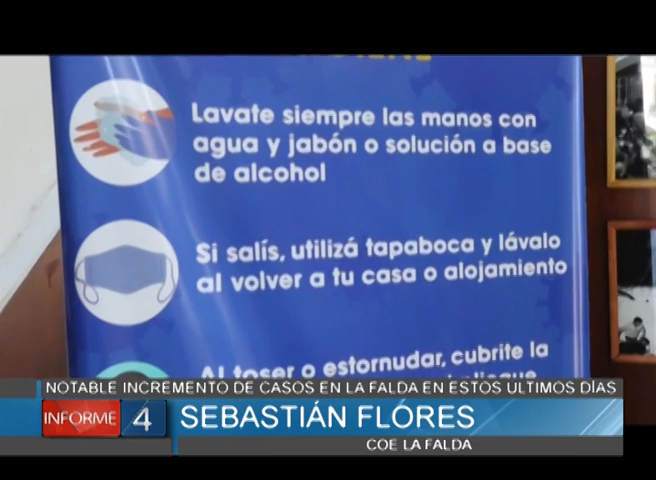 Lavate siempre las manos con
agua y jabón o solución a base
de alcohol
Si salís, utilizá tapaboca y lávalo
al volver a tu casa o alojamiento
Al toser o estornudar, cubrite la
NOTABLE INCREMENTO DE CASOS EN LA FALDA EN ESTOS ULTIMOS DÍAS
INFORME 4
SEBASTIÁN FLORES
COE LA FALDA